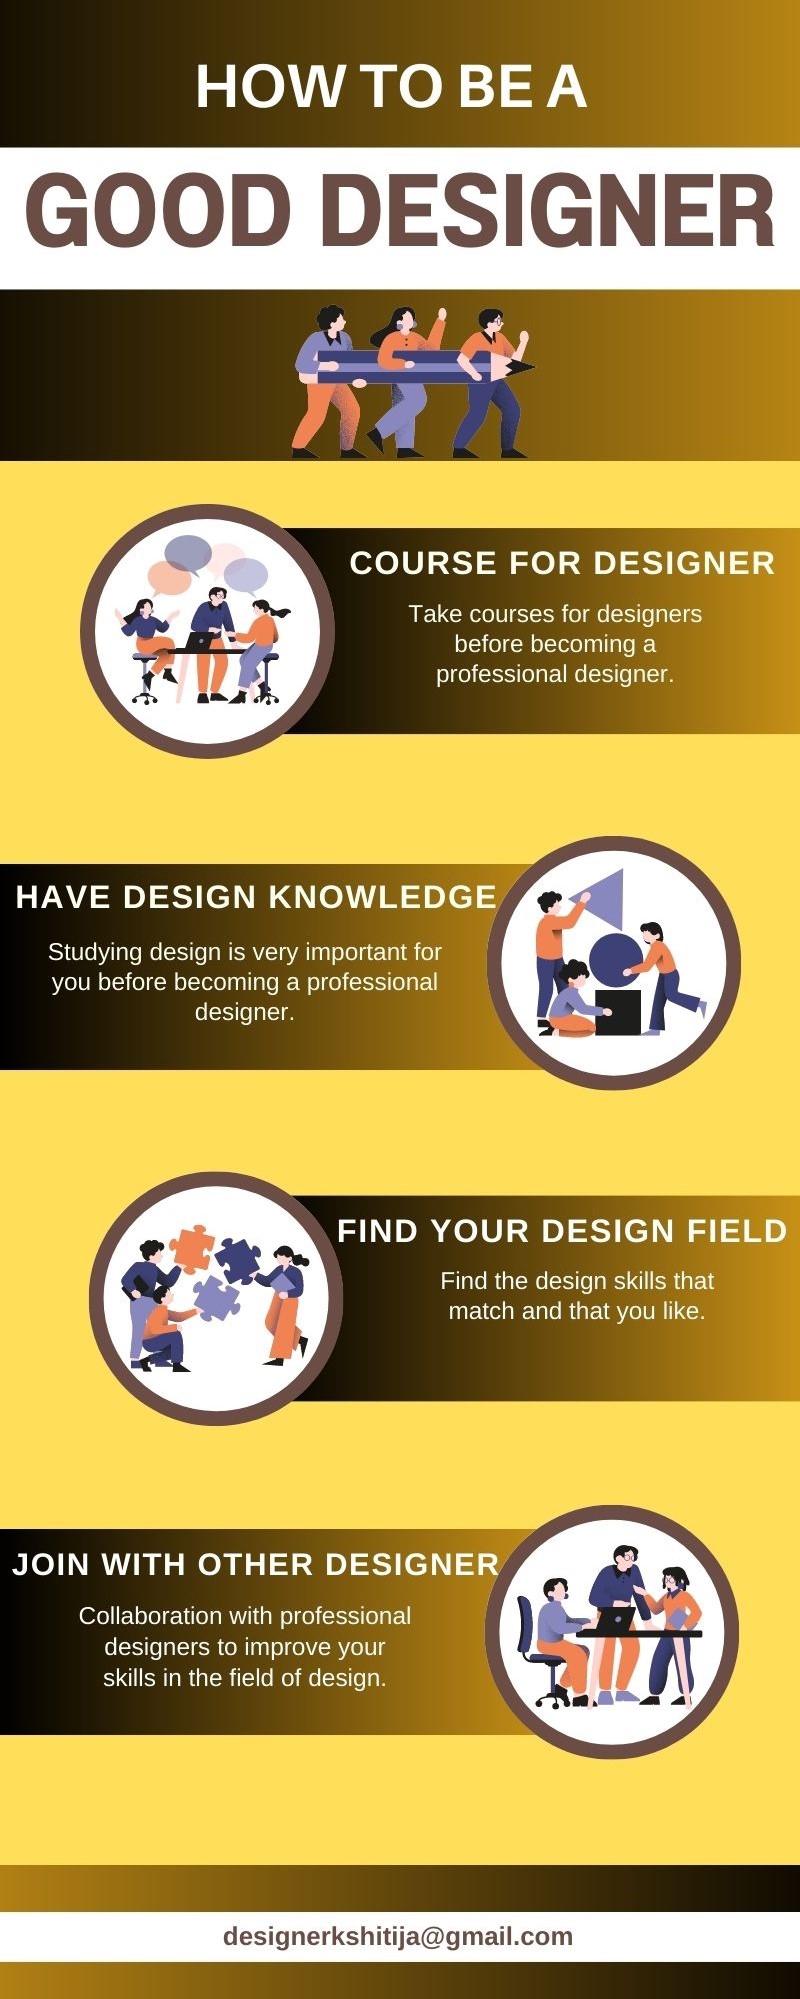 HOW TO BE A
GOOD DESIGNER
COURSE FOR DESIGNER
Take courses for designers
before becoming a
professional designer.
HAVE DESIGN KNOWLEDGE
Studying design is very important for
you before becoming a professional
designer.
FIND YOUR DESIGN FIELD
Find the design skills that
match and that you like.
JOIN WITH OTHER DESIGNER
Collaboration with professional
designers to improve your
skills in the field of design.
designerkshitija@gmail.com